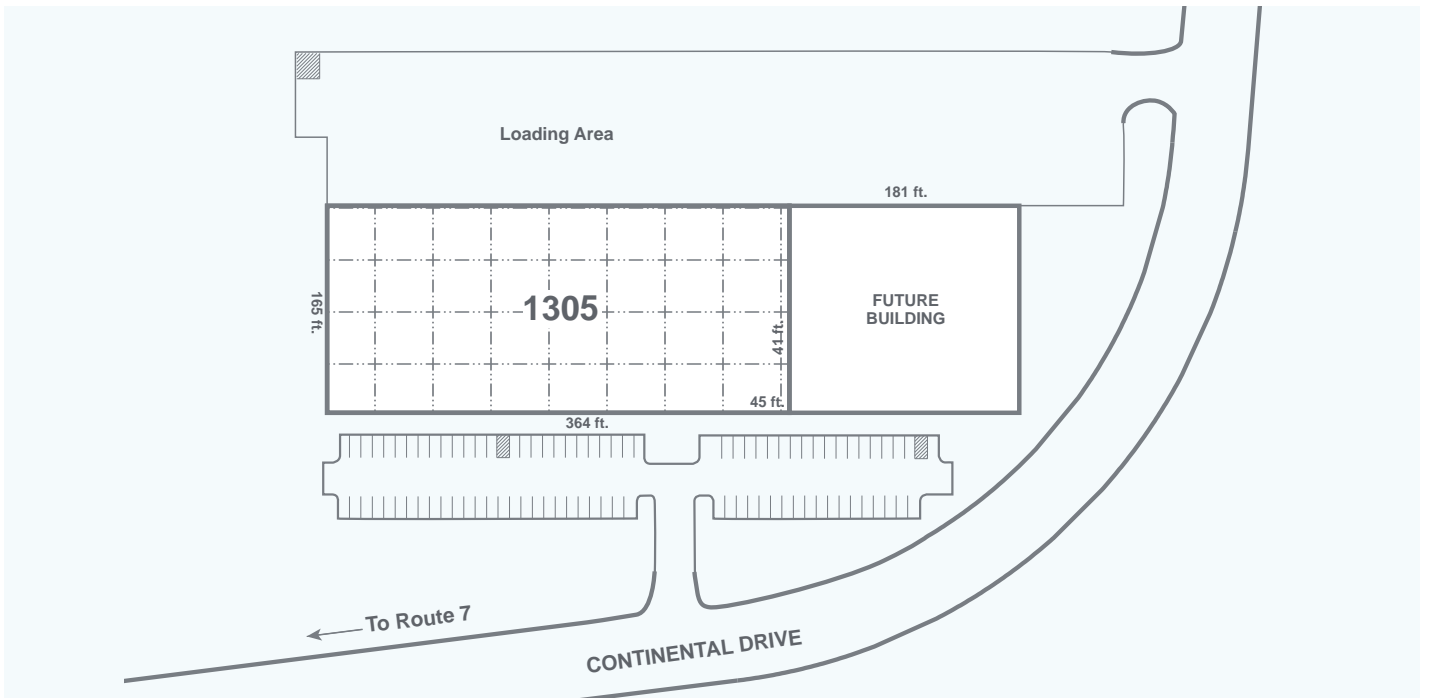 Loading Area
181 ft.
165 ft.
1305
41 ft.
FUTURE
BUILDING
45 ft.
364 ft.
To Route 7
CONTINENTAL DRIVE